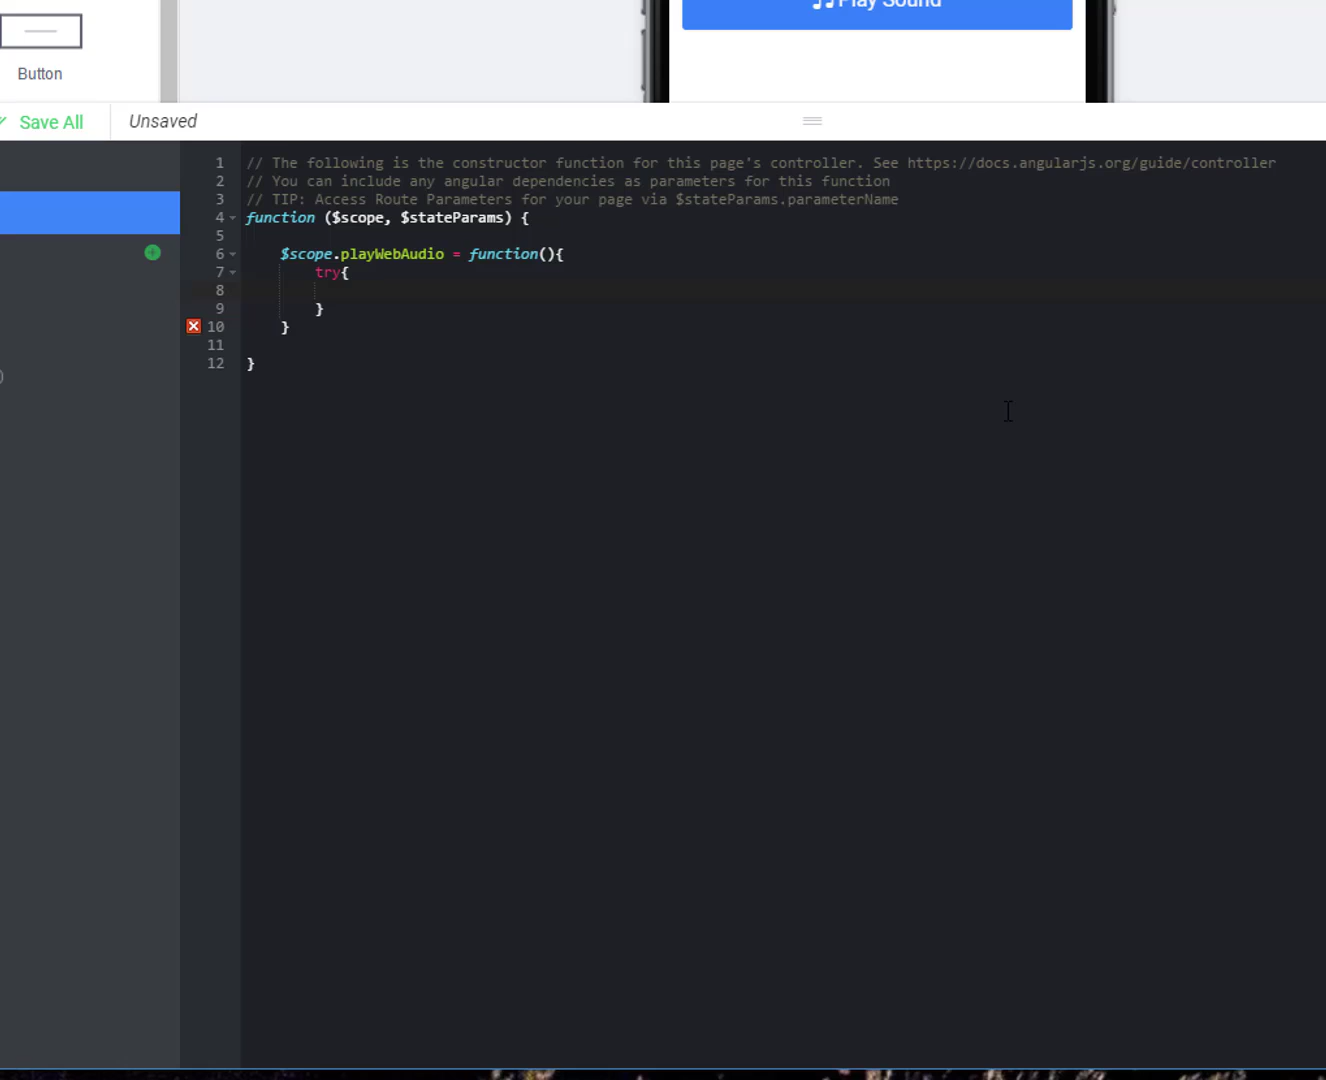 Play Sound
Button
Save All
Unsaved
1 // The following is the constructor function for this page's controller. See https://docs.angularjs.org/guide/controller
2 // You can include any angular dependencies as parameters for this function
3 // TIP: Access Route Parameters for your page via $stateParams.parameterName
4 function ($scope, $stateParams) {
5
6 $scope.playWebAudio = function(){
7 try{
8
9 }
10 }
11
12 }